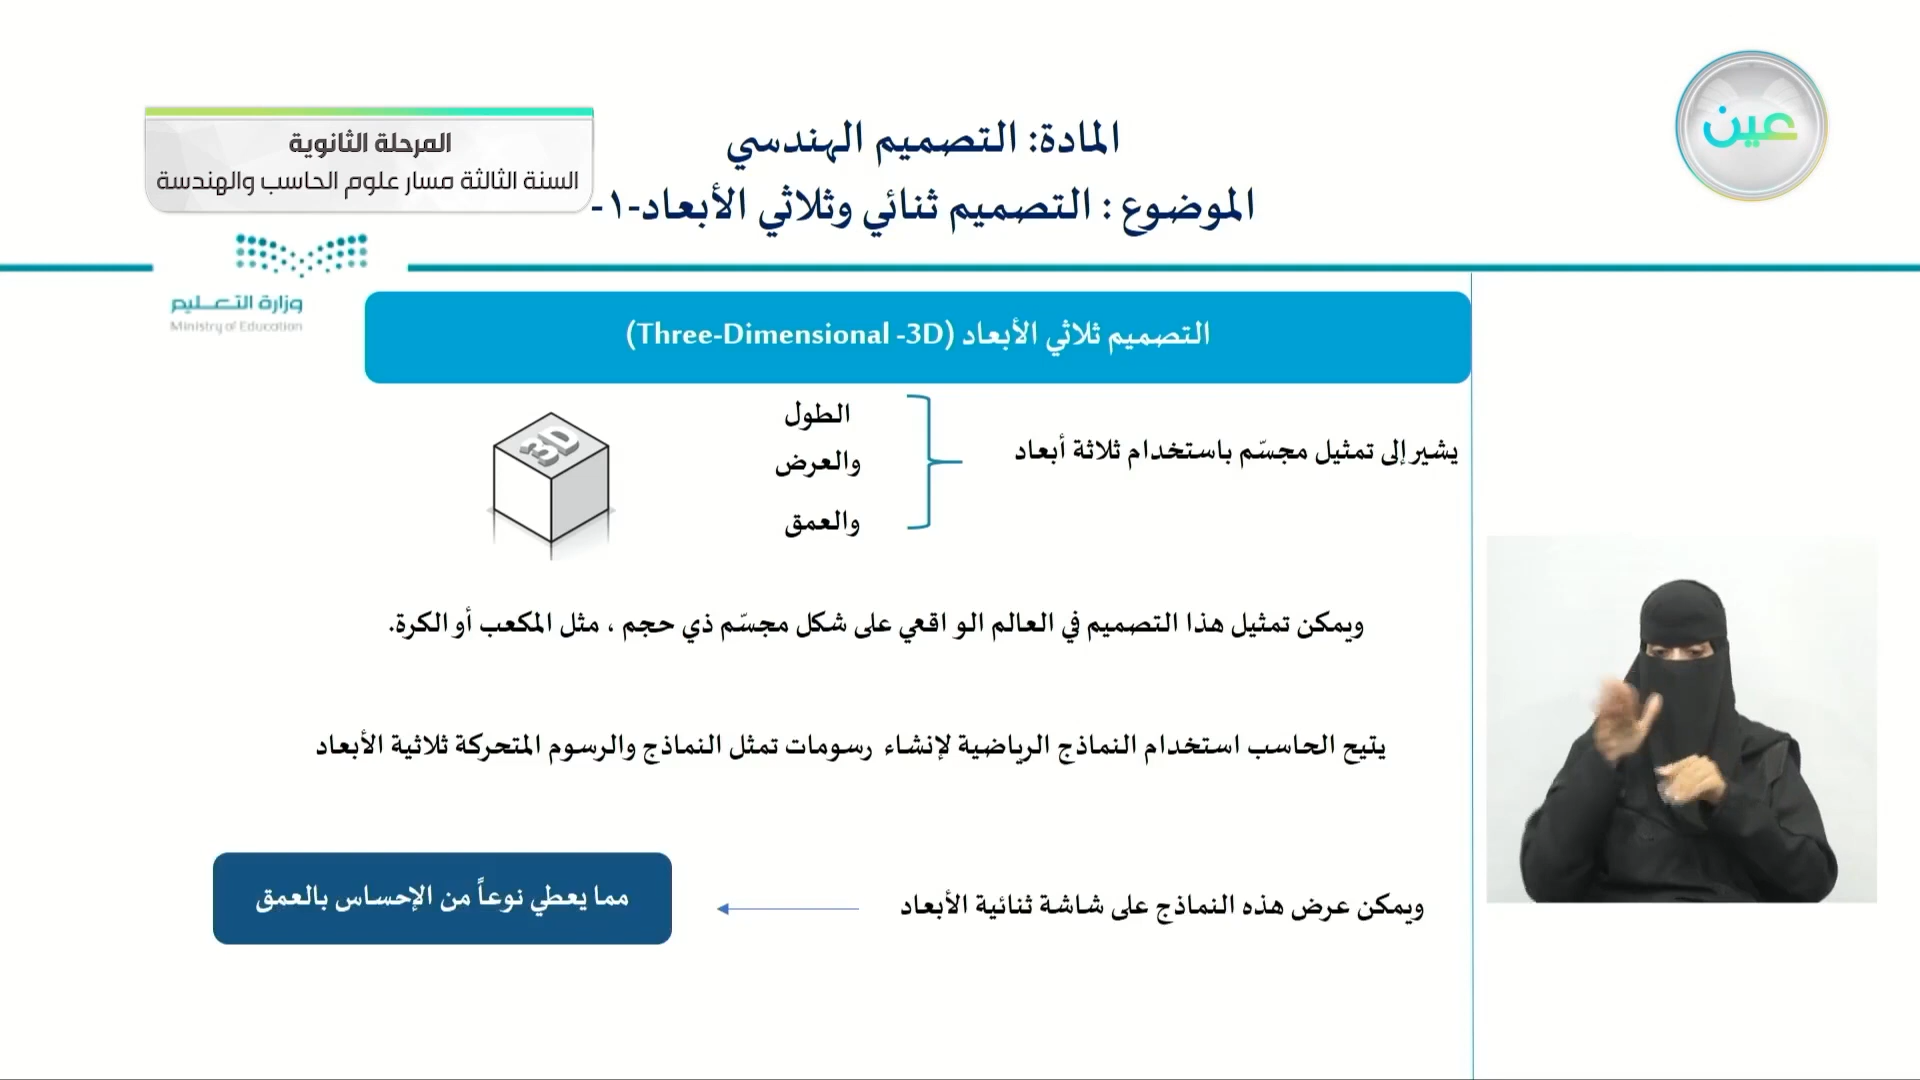 عين
المادة: التصميم الهندسي
الموضوع : التصميم ثنائي وثلاثي الأبعاد-١-
المرحلة الثانوية
السنة الثالثة مسار علوم الحاسب والهندسة
وزارة التعليم
Ministry of Education
التصميم ثلاثي الأبعاد (Three-Dimensional -3D)
يشير إلى تمثيل مجسّم باستخدام ثلاثة أبعاد
الطول
والعرض
والعمق
3D
ويمكن تمثيل هذا التصميم في العالم الواقعي على شكل مجسّم ذي حجم ، مثل المكعب أو الكرة.
يتيح الحاسب استخدام النماذج الرياضية لإنشاء رسومات تمثل النماذج والرسوم المتحركة ثلاثية الأبعاد
ويمكن عرض هذه النماذج على شاشة ثنائية الأبعاد
مما يعطي نوعاً من الإحساس بالعمق